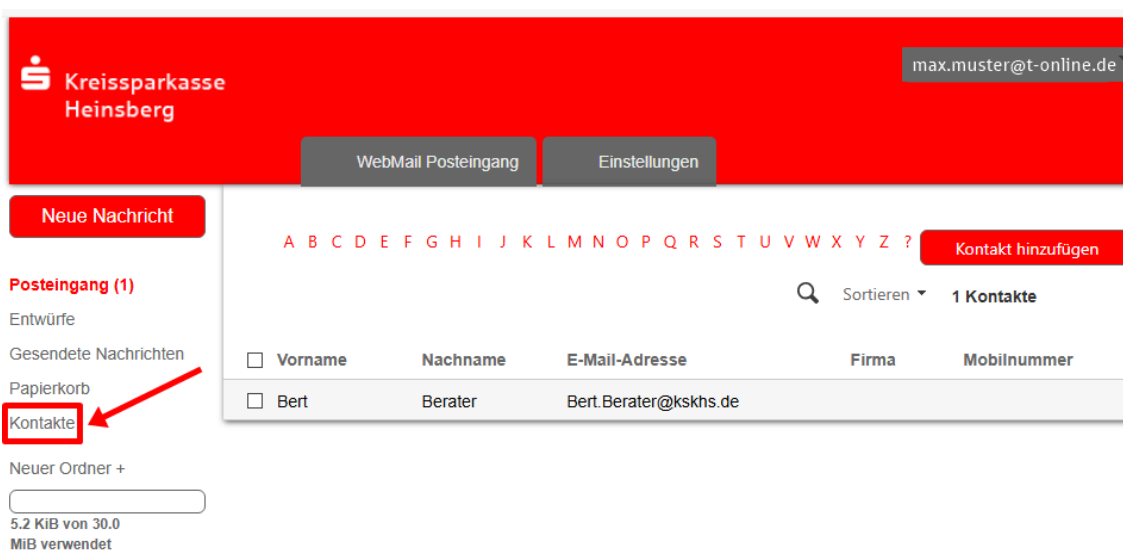 Kreissparkasse
Heinsberg
max.muster@t-online.de
WebMail Posteingang
Einstellungen
Neue Nachricht
A B C D E F G H I J K L M N O P Q R S T U V W X Y Z ?
Kontakt hinzufügen
Sortieren
1 Kontakte
Posteingang (1)
Entwürfe
Gesendete Nachrichten
Papierkorb
Kontakte
Neuer Ordner +
5.2 KiB von 30.0
MiB verwendet
Vorname Nachname E-Mail-Adresse Firma Mobilnummer
Bert Berater Bert.Berater@kskhs.de